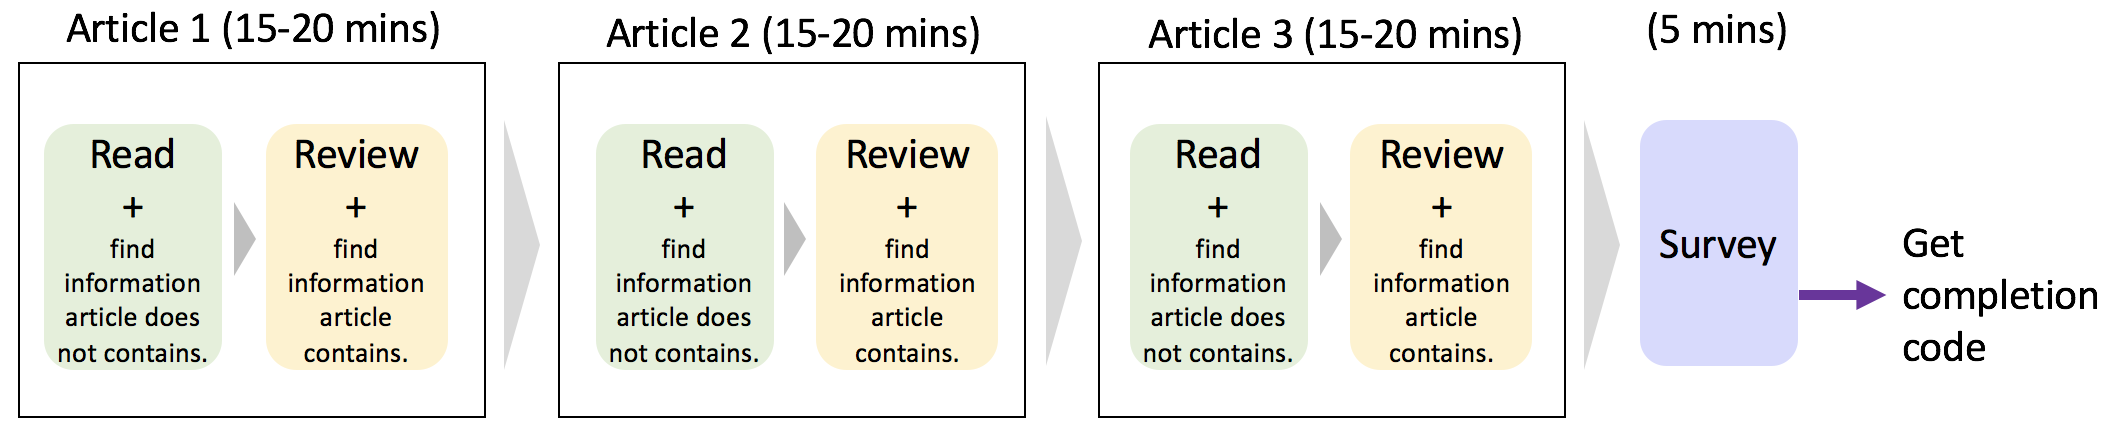 Article 1 (15-20 mins)
Read
+
find
information
article does
not contains.
Review
+
find
information
article
contains.
Article 2 (15-20 mins)
Read
+
find
information
article does
not contains.
Review
+
find
information
article
contains.
Article 3 (15-20 mins)
Read
+
find
information
article does
not contains.
Review
+
find
information
article
contains.
(5 mins)
Survey
Get
completion
code